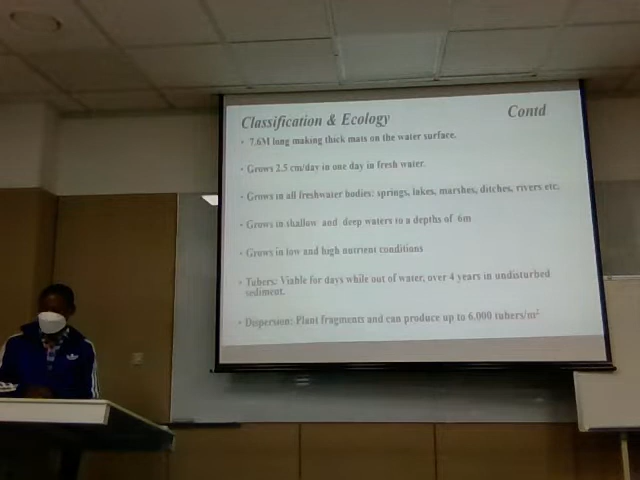 Classification & Ecology Contd
• 7.6M long making thick mats on the water surface.
• Grows 2.5 cm/day in one day in fresh water.
• Grows in all freshwater bodies: springs, lakes, marshes, ditches, rivers etc.
• Grows in shallow and deep waters to a depths of 6m
• Grows in low and high nutrient conditions
• Tubers: Viable for days while out of water, over 4 years in undisturbed
sediment.
• Dispersion: Plant fragments and can produce up to 6,000 tubers/m²